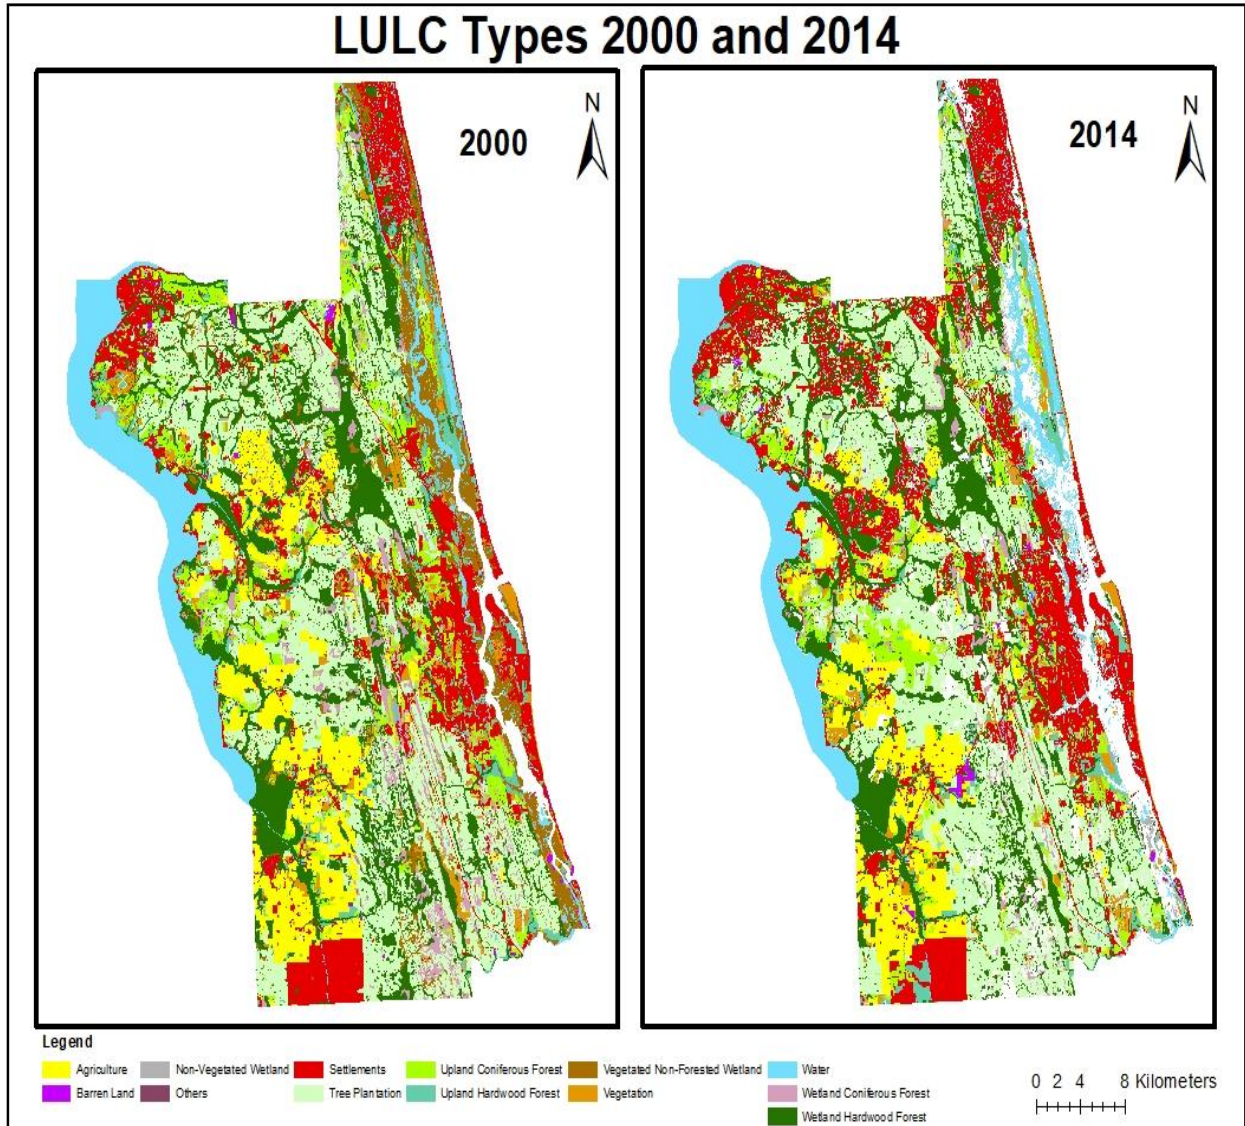 LULC Types 2000 and 2014
N
2000
N
2014
Legend
Agriculture Non-Vegetated Wetland Settlements Upland Coniferous Forest Vegetated Non-Forested Wetland Water
Barren Land Others Tree Plantation Upland Hardwood Forest Vegetation Wetland Coniferous Forest
Wetland Hardwood Forest
0 2 4 8 Kilometers